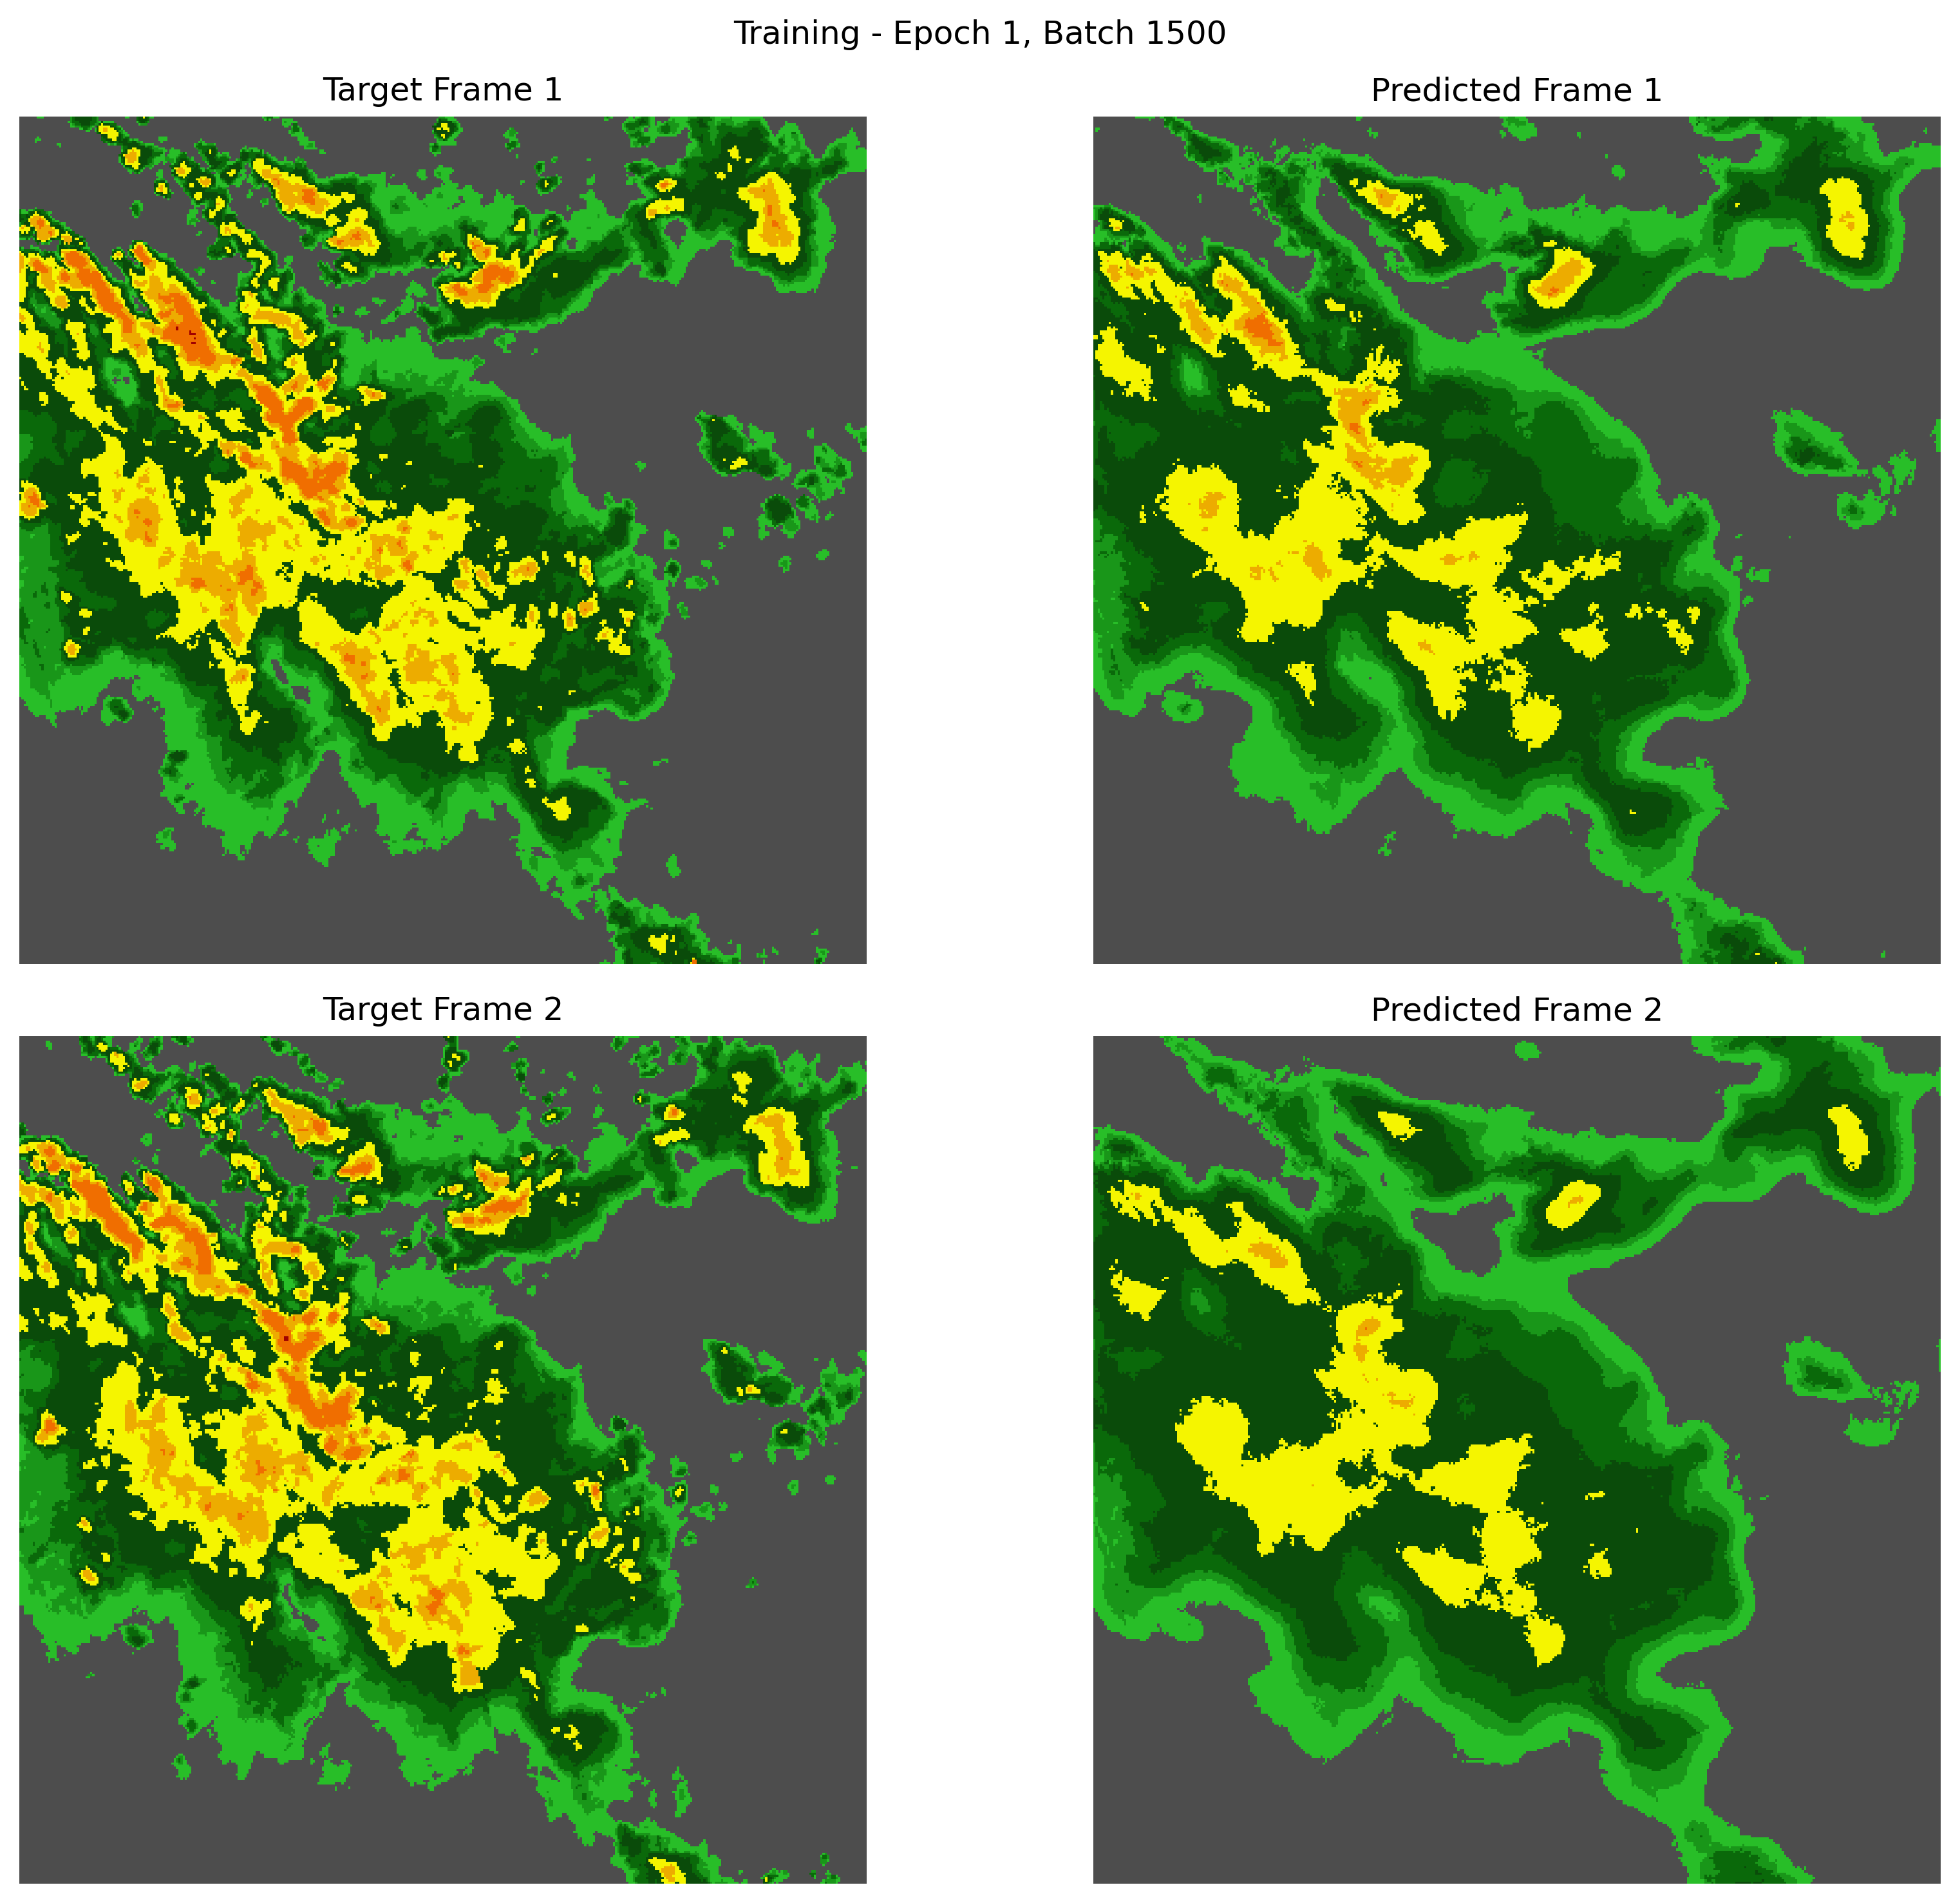 Training - Epoch 1, Batch 1500
Target Frame 1
Predicted Frame 1
Target Frame 2
Predicted Frame 2